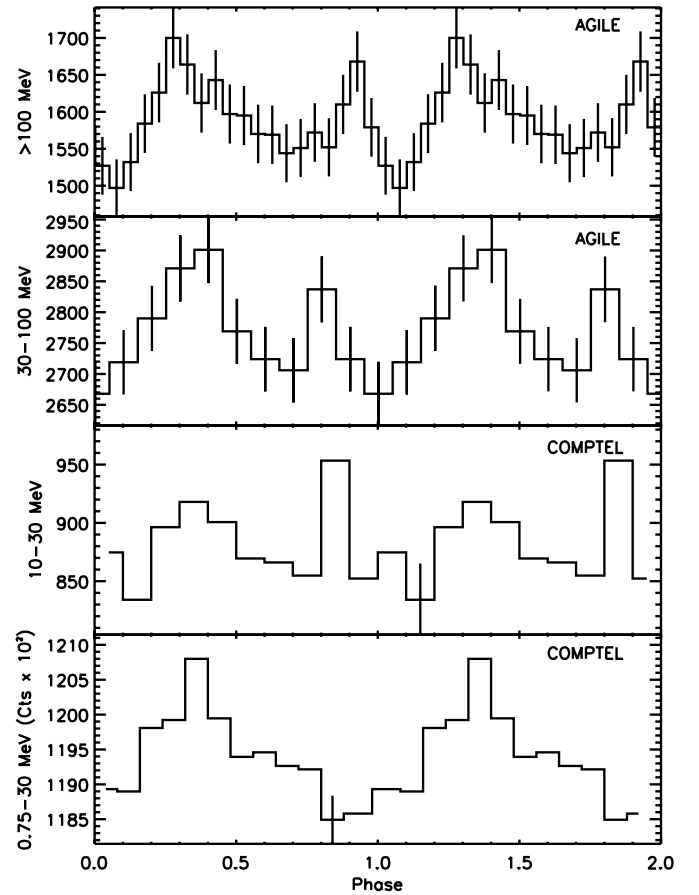 AGILE
>100 MeV
1700
1650
1600
1550
1500
AGILE
30–100 MeV
2950
2900
2850
2800
2750
2700
2650
COMPTEL
10–30 MeV
950
900
850
COMPTEL
0.75–30 MeV (Cts × 10²)
1210
1205
1200
1195
1190
1185
0.0 0.5 1.0 1.5 2.0
Phase